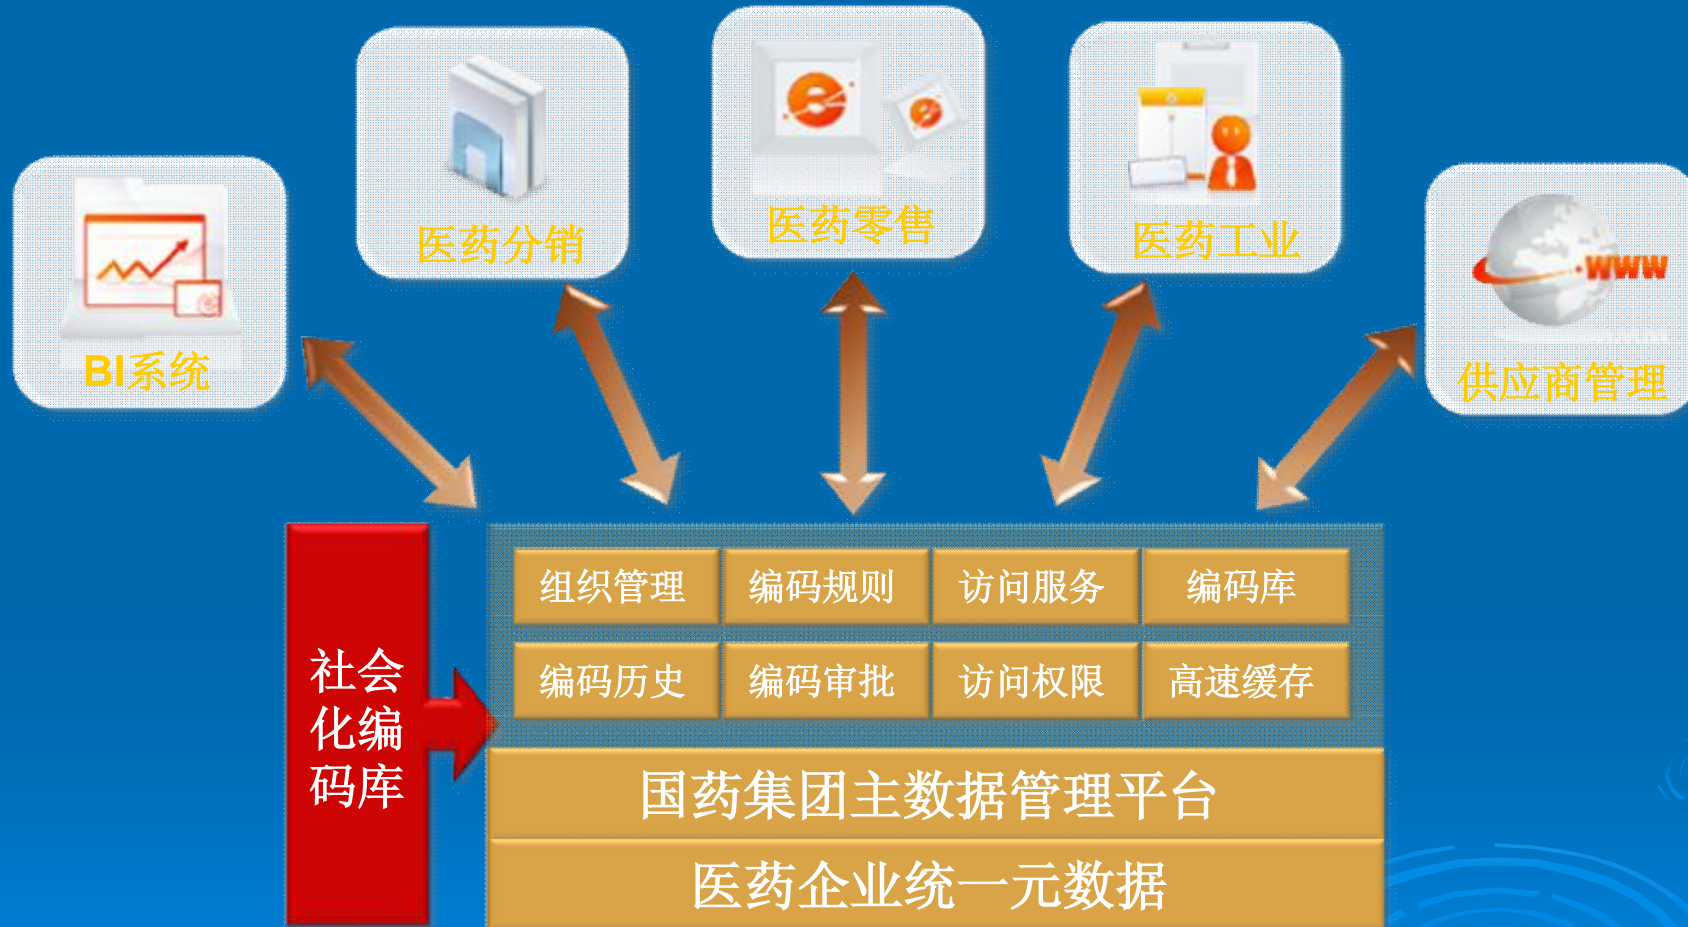 医药分销
医药零售
医药工业
BI系统
供应商管理
www
组织管理
编码规则
访问服务
编码库
编码历史
编码审批
访问权限
高速缓存
社会
化编
码库
国药集团主数据管理平台
医药企业统一元数据